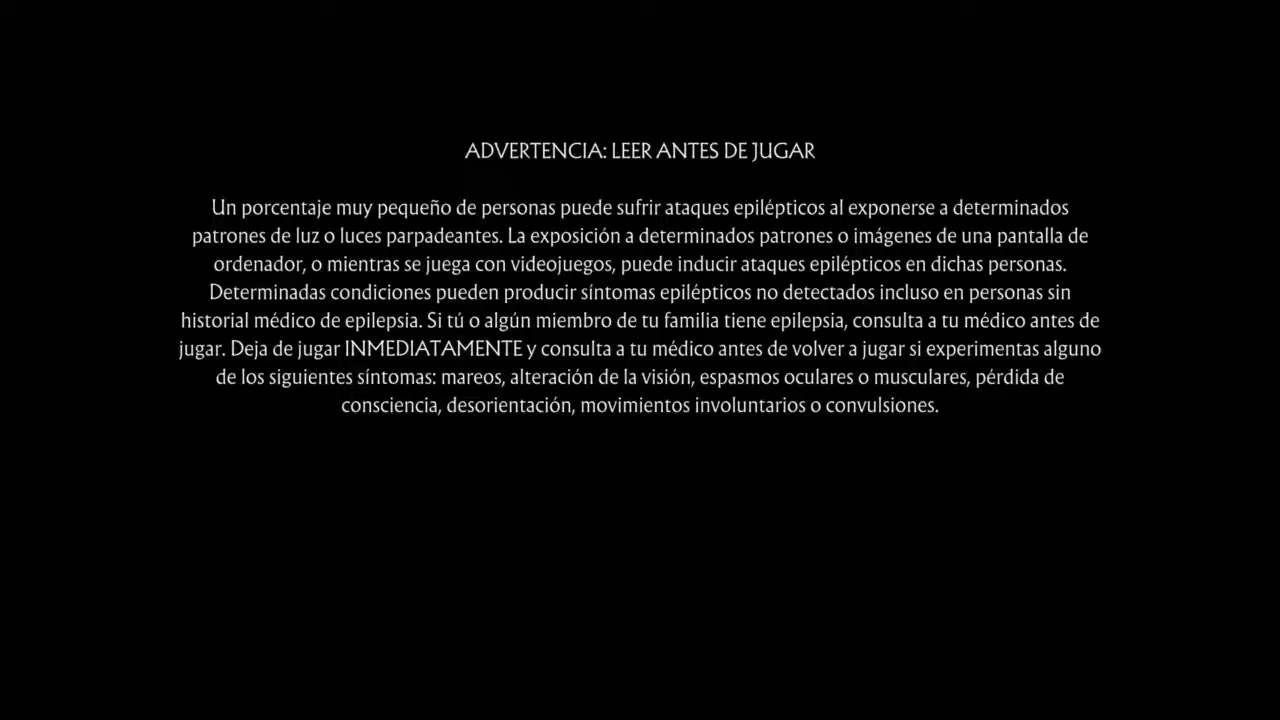 ADVERTENCIA: LEER ANTES DE JUGAR
Un porcentaje muy pequeño de personas puede sufrir ataques epilépticos al exponerse a determinados
patrones de luz o luces parpadeantes. La exposición a determinados patrones o imágenes de una pantalla de
ordenador, o mientras se juega con videojuegos, puede inducir ataques epilépticos en dichas personas.
Determinadas condiciones pueden producir síntomas epilépticos no detectados incluso en personas sin
historial médico de epilepsia. Si tú o algún miembro de tu familia tiene epilepsia, consulta a tu médico antes de
jugar. Deja de jugar INMEDIATAMENTE y consulta a tu médico antes de volver a jugar si experimentas alguno
de los siguientes síntomas: mareos, alteración de la visión, espasmos oculares o musculares, pérdida de
consciencia, desorientación, movimientos involuntarios o convulsiones.